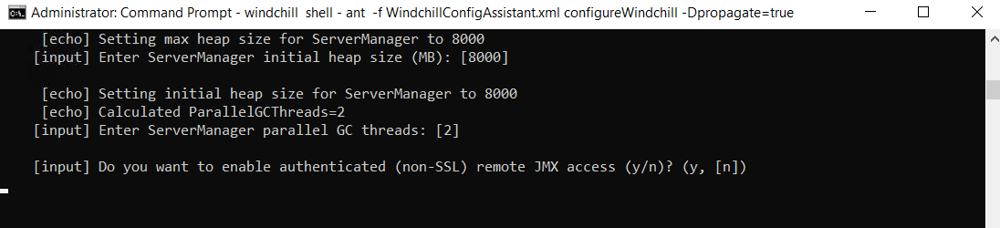 Administrator: Command Prompt - windchill  shell - ant  -f WindchillConfigAssistant.xml configureWindchill -Dpropagate=true
[echo] Setting max heap size for ServerManager to 8000
[input] Enter ServerManager initial heap size (MB): [8000]
[echo] Setting initial heap size for ServerManager to 8000
[echo] Calculated ParallelGCThreads=2
[input] Enter ServerManager parallel GC threads: [2]
[input] Do you want to enable authenticated (non-SSL) remote JMX access (y/n)? (y, [n])